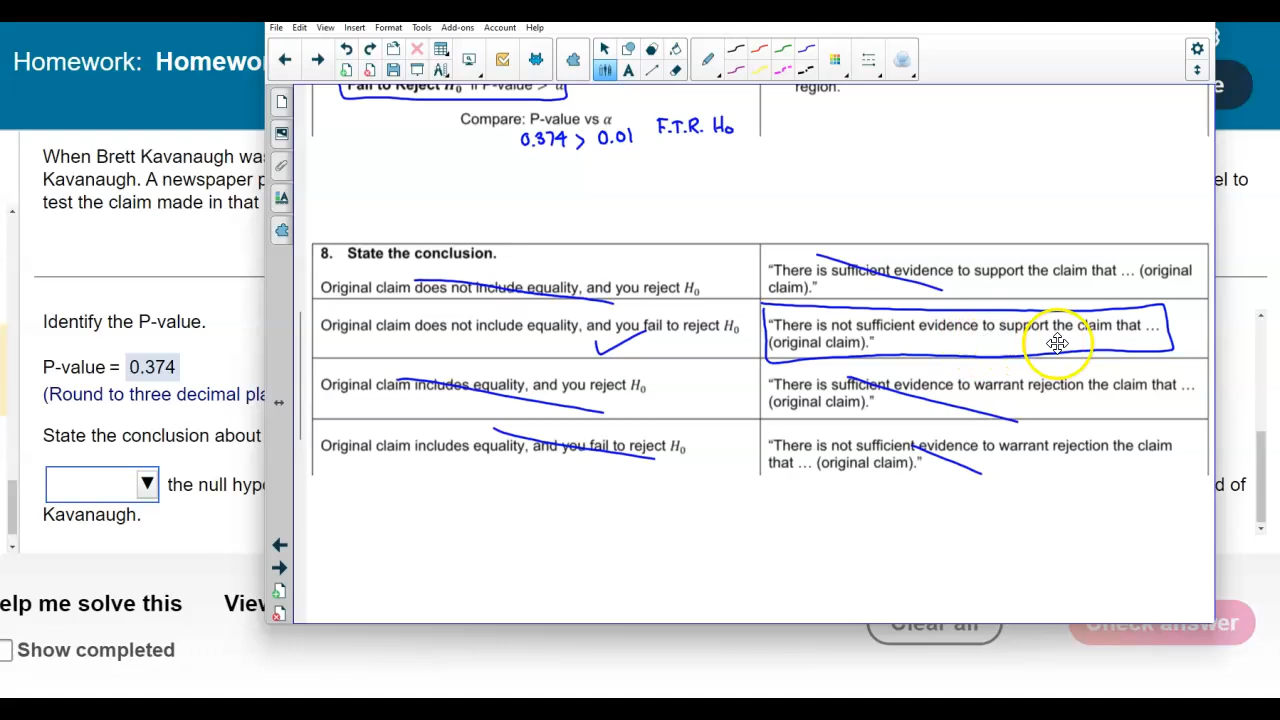 File Edit View Insert Format Tools Add-ons Account Help
Homework: Homewo
Fail to Reject H₀ if P-value > α
region.
Compare: P-value vs α
0.374 > 0.01 F.T.R. H₀
When Brett Kavanaugh was
Kavanaugh. A newspaper p
el to
test the claim made in that
8. State the conclusion.
Original claim does not include equality, and you reject H₀
"There is sufficient evidence to support the claim that … (original
claim)."
Original claim does not include equality, and you fail to reject H₀
"There is not sufficient evidence to support the claim that …
(original claim)."
Original claim includes equality, and you reject H₀
"There is sufficient evidence to warrant rejection the claim that …
(original claim)."
Original claim includes equality, and you fail to reject H₀
"There is not sufficient evidence to warrant rejection the claim
that … (original claim)."
Identify the P-value.
P-value = 0.374
(Round to three decimal pla
State the conclusion about
the null hype
d of
Kavanaugh.
elp me solve this View
Clear all
Check answer
Show completed